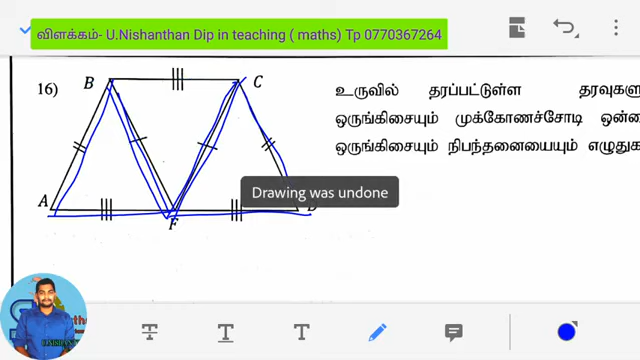 விளக்கம்- U.Nishanthan Dip in teaching ( maths) Tp 0770367264
16)
B
C
உருவில் தரப்பட்டுள்ள தரவுகளு
ஒருங்கிசையும் முக்கோணச்சோடி ஒன்
ஒருங்கிசையும் நிபந்தனையையும் எழுதுக
Drawing was undone
A
F
T
T
T